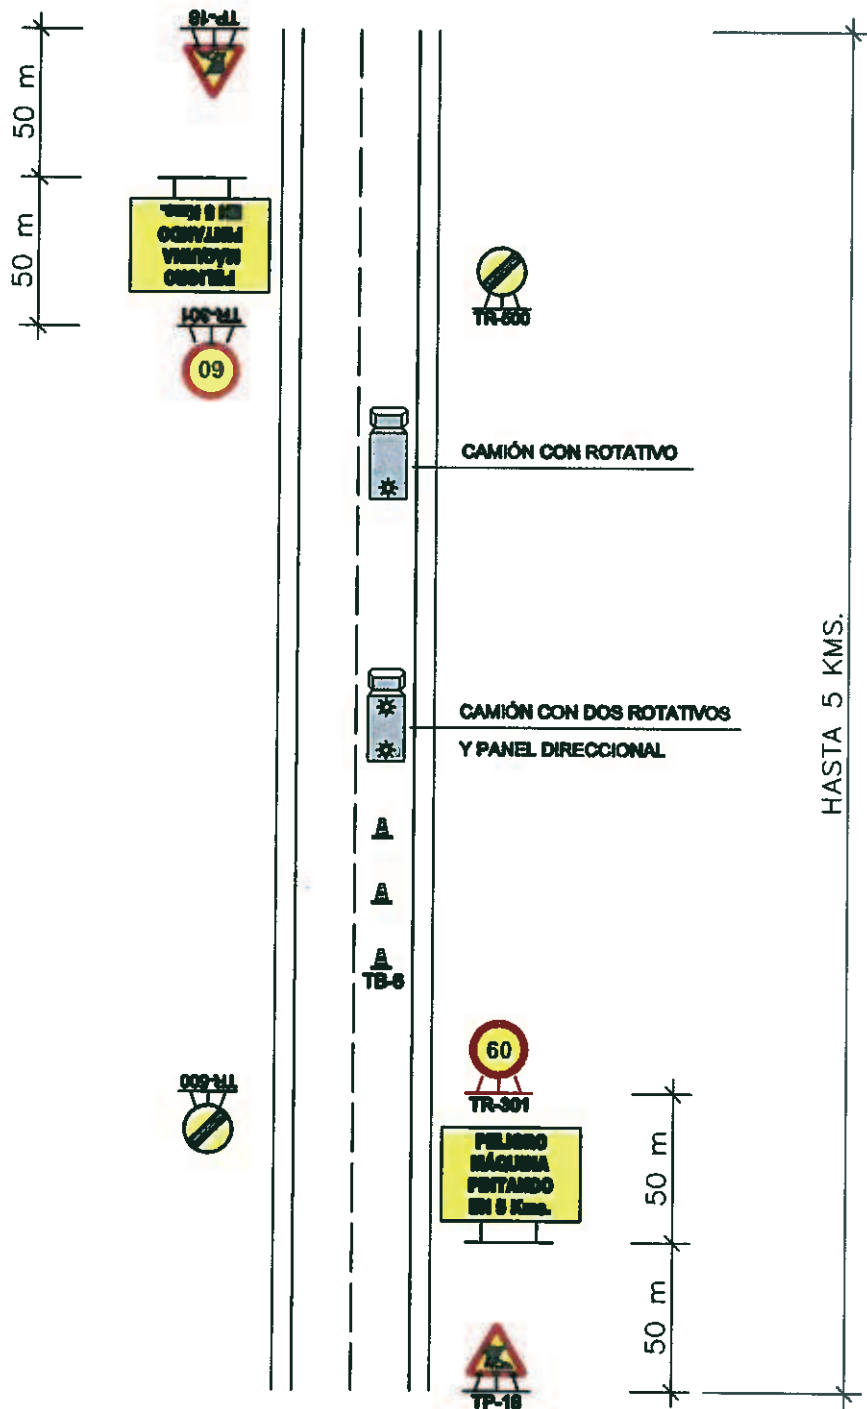 TP-18
50 m
50 m
PELIGRO
MÁQUINA
PINTANDO
EN 5 Kms.
TR-301
60
TR-500
CAMIÓN CON ROTATIVO
CAMIÓN CON DOS ROTATIVOS
Y PANEL DIRECCIONAL
HASTA 5 KMS.
TB-6
60
TR-301
TR-500
PELIGRO
MÁQUINA
PINTANDO
EN 5 Kms.
50 m
50 m
TP-18